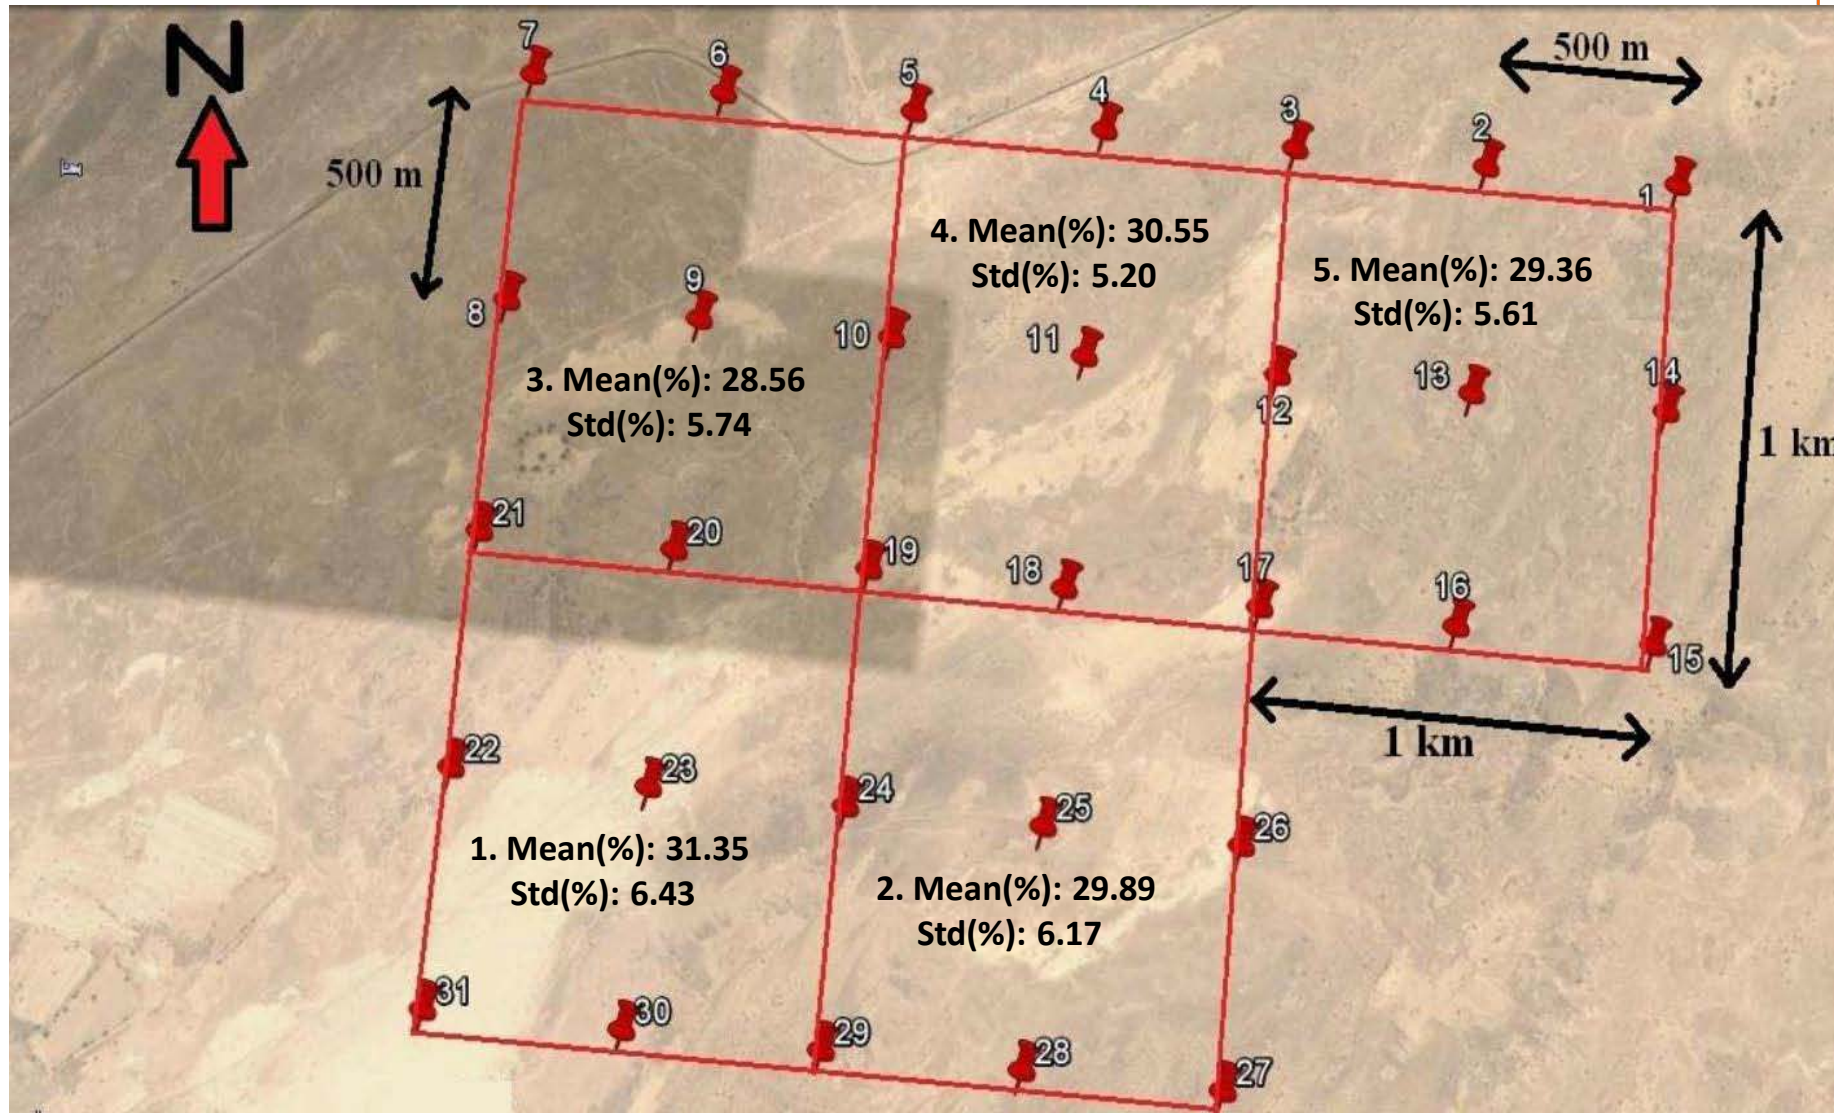 N
7
6
5
4
3
2
1
500 m
500 m
8
9
10
11
12
13
14
4. Mean(%): 30.55
Std(%): 5.20
5. Mean(%): 29.36
Std(%): 5.61
3. Mean(%): 28.56
Std(%): 5.74
1 km
21
20
19
18
17
16
15
1 km
22
23
24
25
26
1. Mean(%): 31.35
Std(%): 6.43
2. Mean(%): 29.89
Std(%): 6.17
31
30
29
28
27